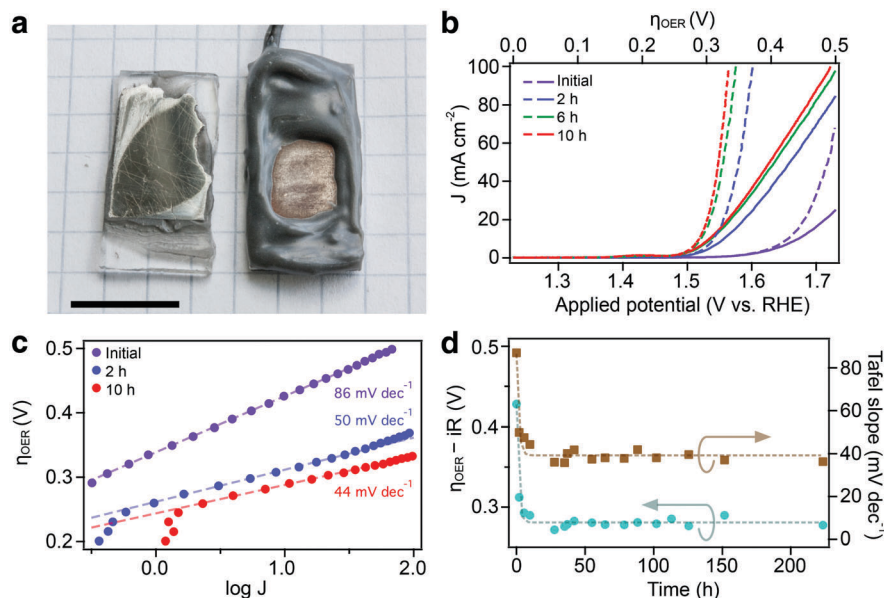 a
b
η_OER (V)
0.0 0.1 0.2 0.3 0.4 0.5
J (mA cm⁻²)
100
80
60
40
20
0
Initial
2 h
6 h
10 h
1.3 1.4 1.5 1.6 1.7
Applied potential (V vs. RHE)
c
η_OER (V)
0.5
0.4
0.3
0.2
Initial
2 h
10 h
86 mV dec⁻¹
50 mV dec⁻¹
44 mV dec⁻¹
0.0 1.0 2.0
log J
d
η_OER – iR (V)
0.5
0.4
0.3
Tafel slope (mV dec⁻¹)
80
60
40
20
0
0 50 100 150 200
Time (h)